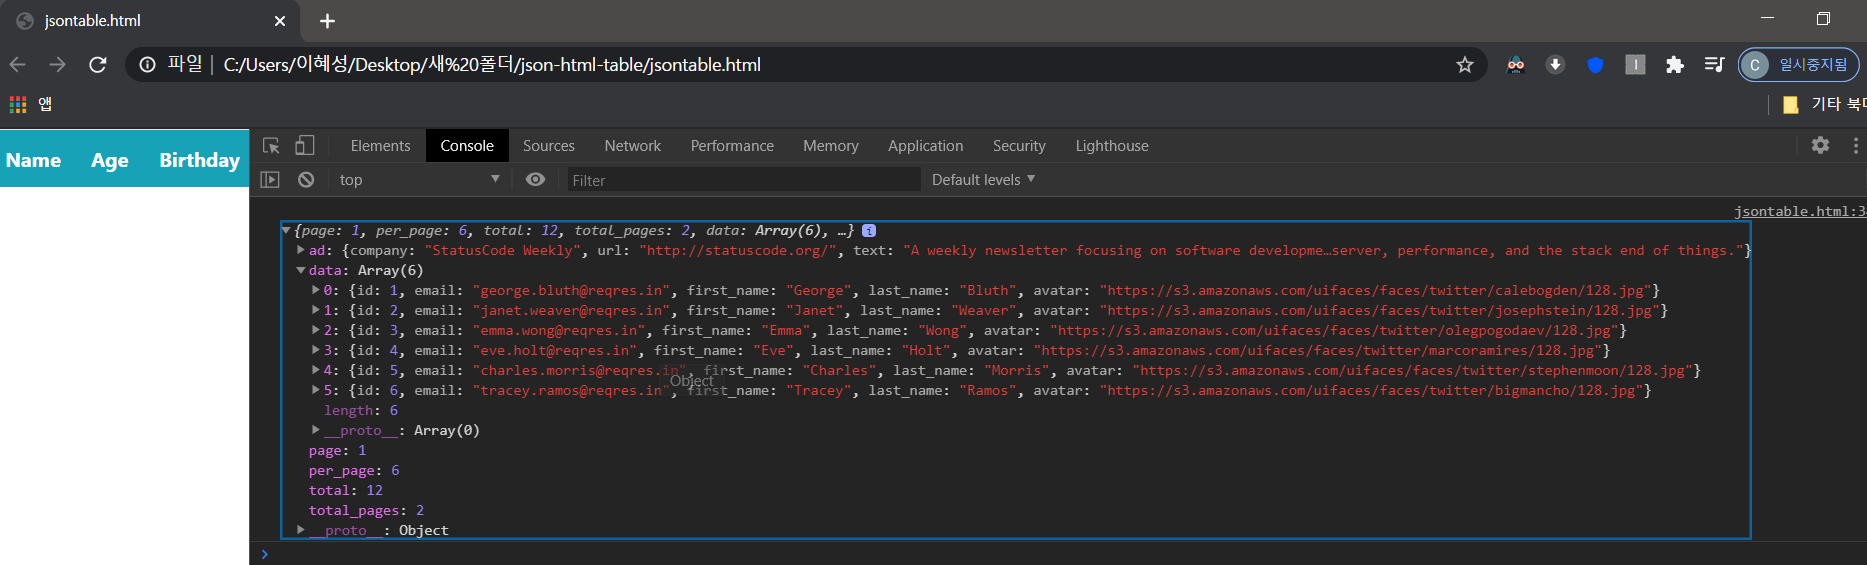 jsontable.html
파일 | C:/Users/이혜성/Desktop/새%20폴더/json-html-table/jsontable.html
C 일시중지됨
앱
기타 북마
Name Age Birthday
Elements Console Sources Network Performance Memory Application Security Lighthouse
top Filter Default levels
jsontable.html:3
{page: 1, per_page: 6, total: 12, total_pages: 2, data: Array(6), …} i
ad: {company: "StatusCode Weekly", url: "http://statuscode.org/", text: "A weekly newsletter focusing on software developme…server, performance, and the stack end of things."}
data: Array(6)
0: {id: 1, email: "george.bluth@reqres.in", first_name: "George", last_name: "Bluth", avatar: "https://s3.amazonaws.com/uifaces/faces/twitter/calebogden/128.jpg"}
1: {id: 2, email: "janet.weaver@reqres.in", first_name: "Janet", last_name: "Weaver", avatar: "https://s3.amazonaws.com/uifaces/faces/twitter/josephstein/128.jpg"}
2: {id: 3, email: "emma.wong@reqres.in", first_name: "Emma", last_name: "Wong", avatar: "https://s3.amazonaws.com/uifaces/faces/twitter/olegpogodaev/128.jpg"}
3: {id: 4, email: "eve.holt@reqres.in", first_name: "Eve", last_name: "Holt", avatar: "https://s3.amazonaws.com/uifaces/faces/twitter/marcoramires/128.jpg"}
4: {id: 5, email: "charles.morris@reqres.in", first_name: "Charles", last_name: "Morris", avatar: "https://s3.amazonaws.com/uifaces/faces/twitter/stephenmoon/128.jpg"}
Object
5: {id: 6, email: "tracey.ramos@reqres.in", first_name: "Tracey", last_name: "Ramos", avatar: "https://s3.amazonaws.com/uifaces/faces/twitter/bigmancho/128.jpg"}
length: 6
__proto__: Array(0)
page: 1
per_page: 6
total: 12
total_pages: 2
__proto__: Object